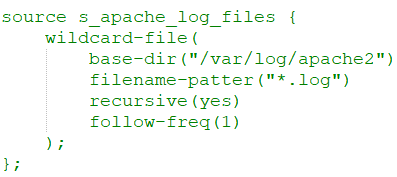 source s_apache_log_files {
    wildcard-file(
        base-dir("/var/log/apache2")
        filename-patter("*.log")
        recursive(yes)
        follow-freq(1)
    );
};